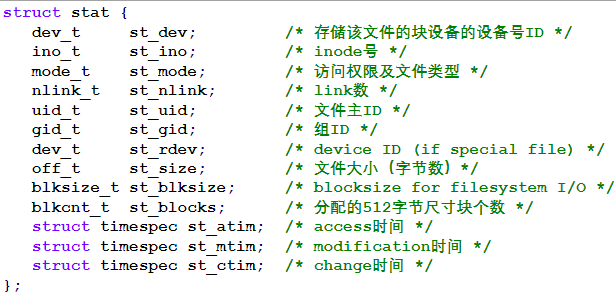 struct stat {
dev_t st_dev; /* 存储该文件的块设备的设备号ID */
ino_t st_ino; /* inode号 */
mode_t st_mode; /* 访问权限及文件类型 */
nlink_t st_nlink; /* link数 */
uid_t st_uid; /* 文件主ID */
gid_t st_gid; /* 组ID */
dev_t st_rdev; /* device ID (if special file) */
off_t st_size; /* 文件大小（字节数）*/
blksize_t st_blksize; /* blocksize for filesystem I/O */
blkcnt_t st_blocks; /* 分配的512字节尺寸块个数 */
struct timespec st_atim; /* access时间 */
struct timespec st_mtim; /* modification时间 */
struct timespec st_ctim; /* change时间 */
};